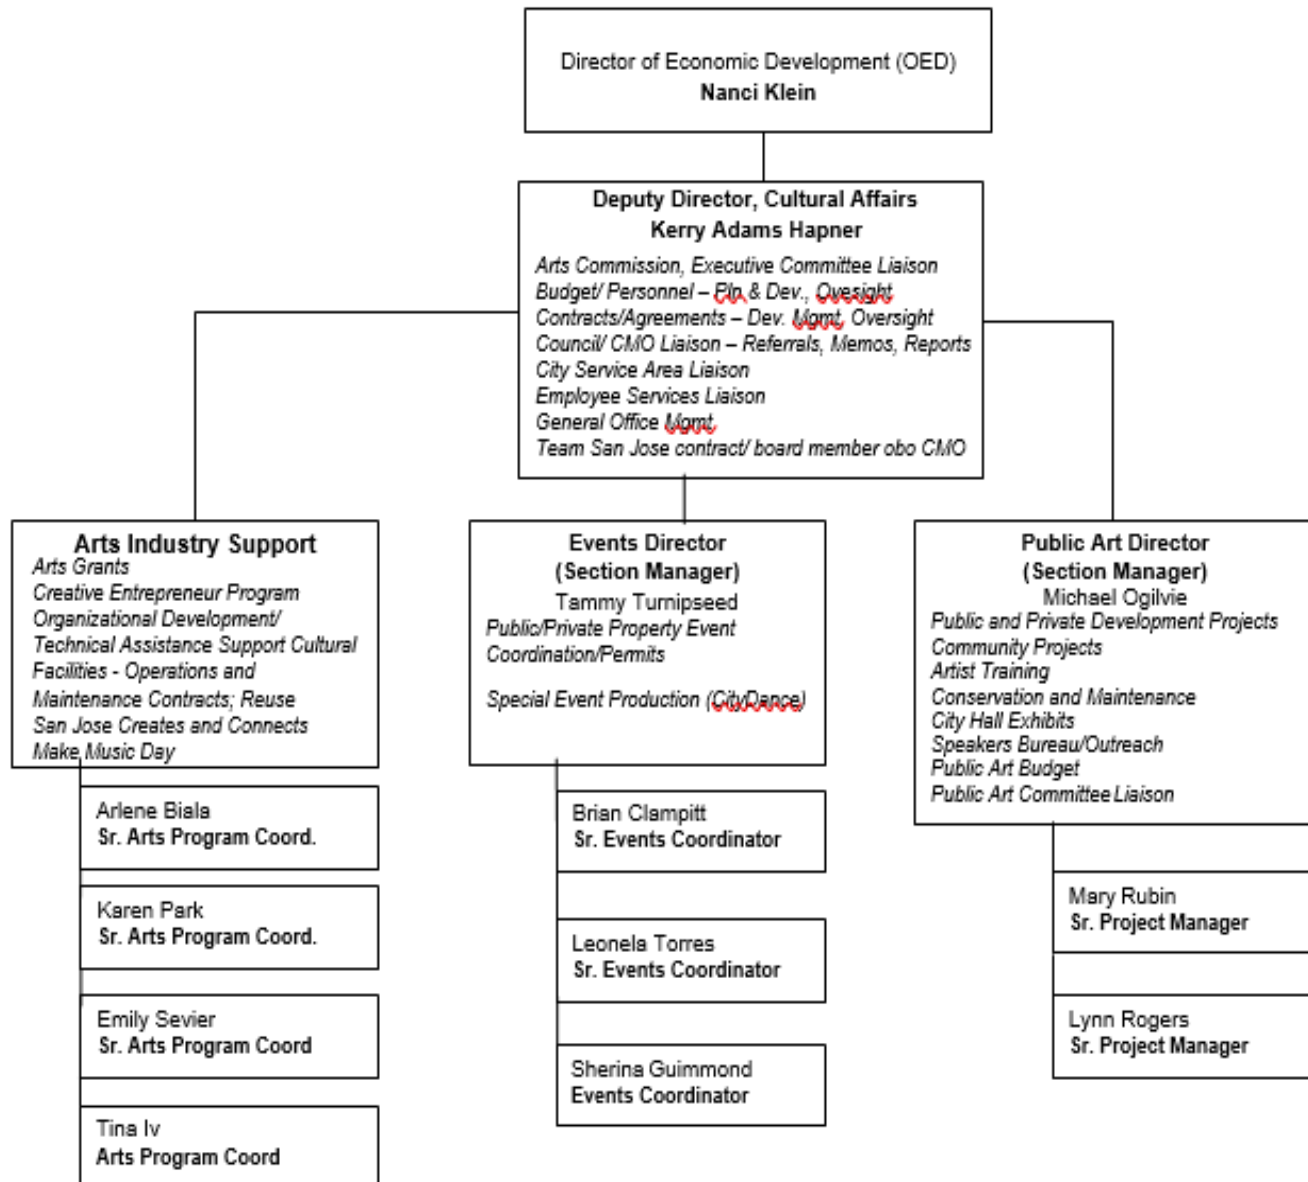 Director of Economic Development (OED)
Nanci Klein
Deputy Director, Cultural Affairs
Kerry Adams Hapner
Arts Commission, Executive Committee Liaison
Budget/ Personnel – Pln & Dev., Ovesight
Contracts/Agreements – Dev. Mgmt, Oversight
Council/ CMO Liaison – Referrals, Memos, Reports
City Service Area Liaison
Employee Services Liaison
General Office Mgmt,
Team San Jose contract/ board member obo CMO
Arts Industry Support
Arts Grants
Creative Entrepreneur Program
Organizational Development/
Technical Assistance Support Cultural
Facilities - Operations and
Maintenance Contracts; Reuse
San Jose Creates and Connects
Make Music Day
Arlene Biala
Sr. Arts Program Coord.
Karen Park
Sr. Arts Program Coord.
Emily Sevier
Sr. Arts Program Coord
Tina Iv
Arts Program Coord
Events Director
(Section Manager)
Tammy Turnipseed
Public/Private Property Event
Coordination/Permits
Special Event Production (CityDance)
Brian Clampitt
Sr. Events Coordinator
Leonela Torres
Sr. Events Coordinator
Sherina Guimmond
Events Coordinator
Public Art Director
(Section Manager)
Michael Ogilvie
Public and Private Development Projects
Community Projects
Artist Training
Conservation and Maintenance
City Hall Exhibits
Speakers Bureau/Outreach
Public Art Budget
Public Art Committee Liaison
Mary Rubin
Sr. Project Manager
Lynn Rogers
Sr. Project Manager